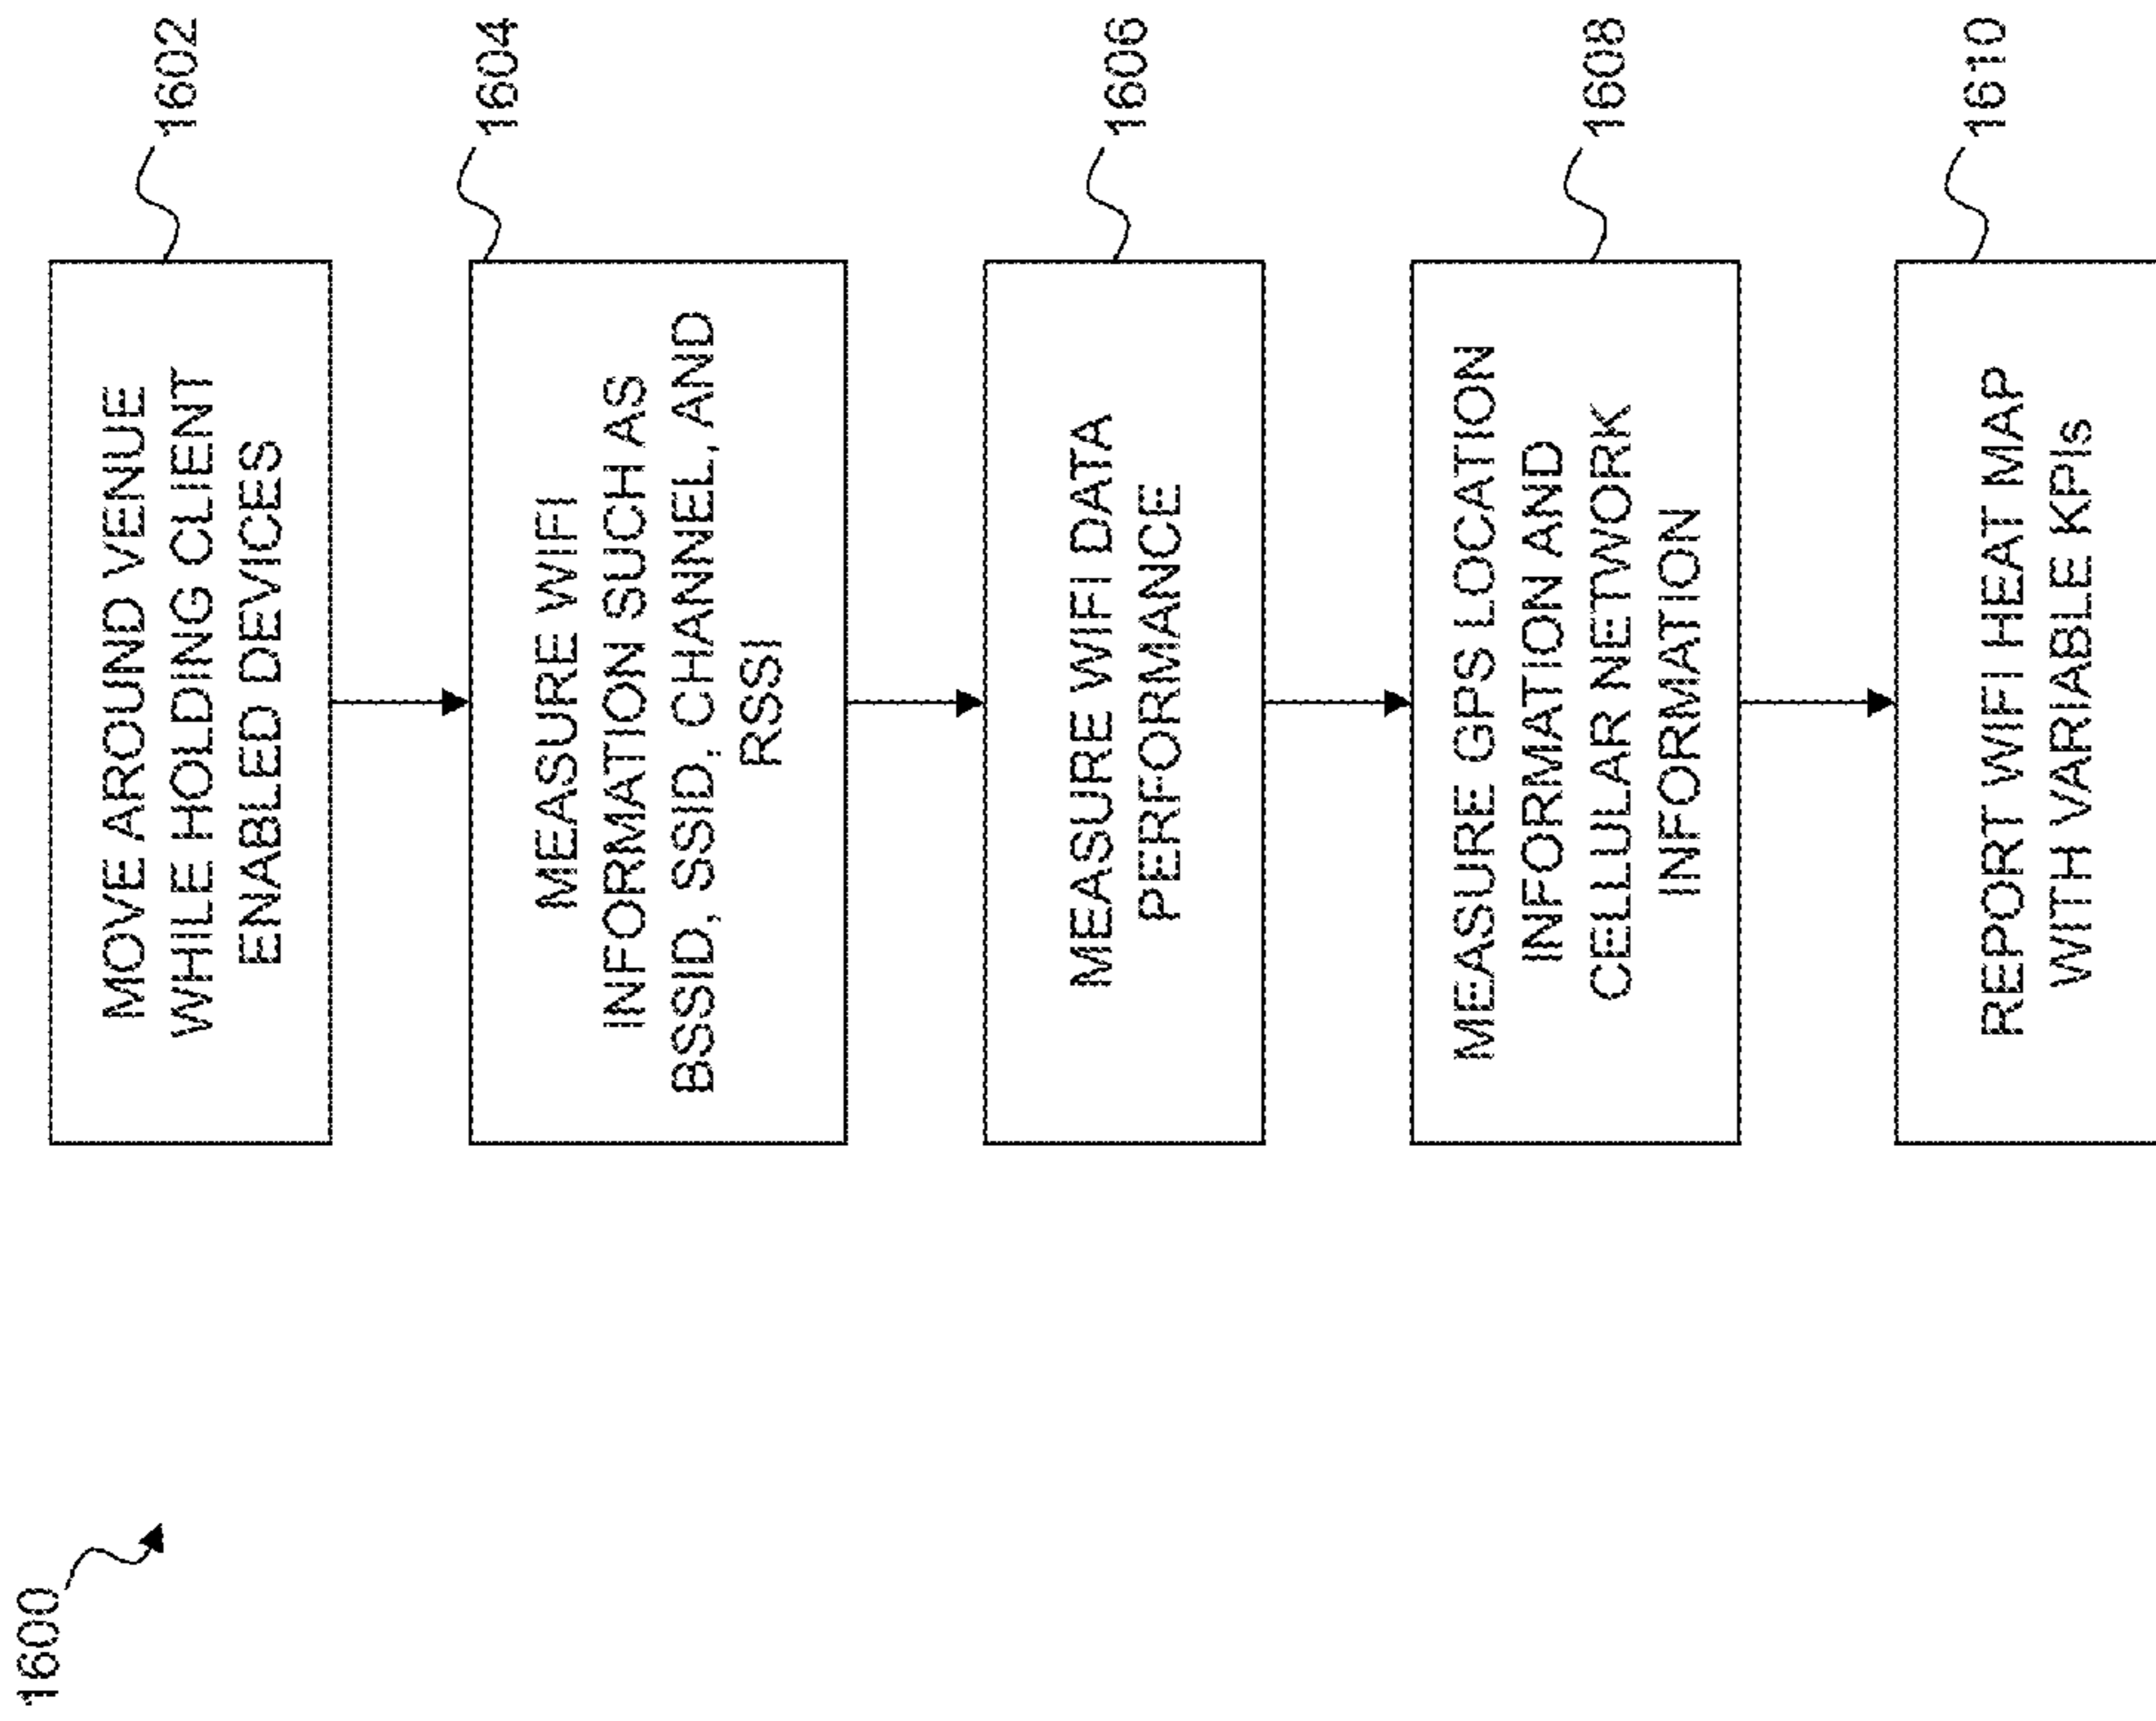 1600
MOVE AROUND VENUE
WHILE HOLDING CLIENT
ENABLED DEVICES
1602
MEASURE WIFI
INFORMATION SUCH AS
BSSID, SSID, CHANNEL, AND
RSSI
1604
MEASURE WIFI DATA
PERFORMANCE
1606
MEASURE GPS LOCATION
INFORMATION AND
CELLULAR NETWORK
INFORMATION
1608
REPORT WIFI HEAT MAP
WITH VARIABLE KPIs
1610